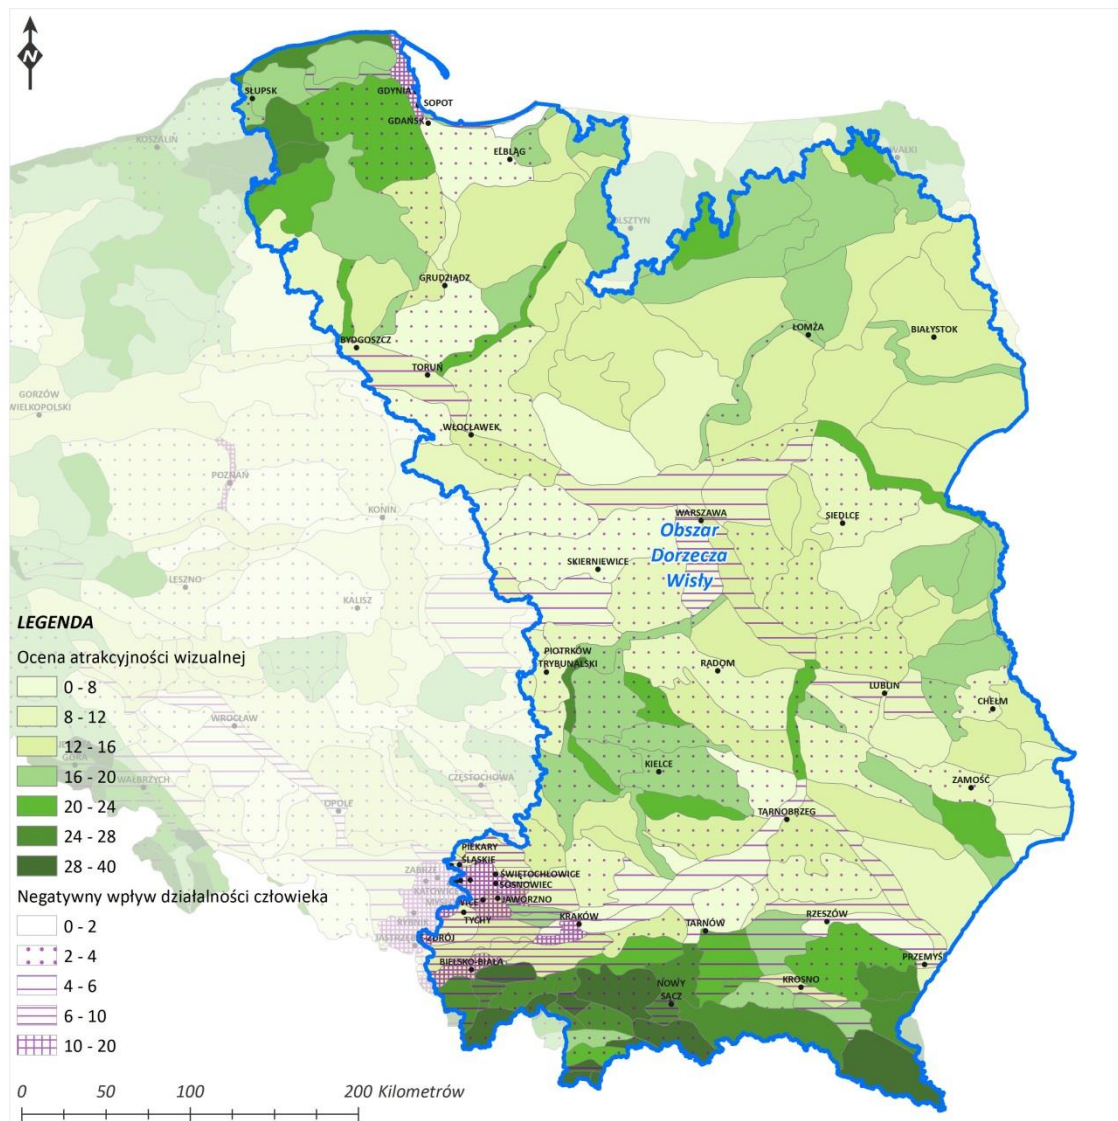 N
SŁUPSK
GDYNIA
SOPOT
GDAŃSK
KOSZALIN
ELBLĄG
OLSZTYN
GRUDZIĄDZ
BYDGOSZCZ
TORUŃ
ŁOMŻA
BIAŁYSTOK
GORZÓW
WIELKOPOLSKI
WŁOCŁAWEK
POZNAŃ
KONIN
WARSZAWA
SIEDLCE
Obszar
Dorzecza
Wisły
SKIERNIEWICE
LESZNO
KALISZ
LEGENDA
Ocena atrakcyjności wizualnej
0 - 8
8 - 12
12 - 16
16 - 20
20 - 24
24 - 28
28 - 40
Negatywny wpływ działalności człowieka
0 - 2
2 - 4
4 - 6
6 - 10
10 - 20
PIOTRKÓW
TRYBUNALSKI
RADOM
LUBLIN
CHEŁM
WROCŁAW
GÓRA
WAŁBRZYCH
CZĘSTOCHOWA
KIELCE
ZAMOŚĆ
OPOLE
TARNOBRZEG
PIEKARY
ŚLĄSKIE
ZABRZE
ŚWIĘTOCHŁOWICE
KATOWICE
SOSNOWIEC
JAWORZNO
RYBNIK
TYCHY
KRAKÓW
TARNÓW
RZESZÓW
ZDRÓJ
BIELSKO-BIAŁA
PRZEMYŚL
NOWY
SĄCZ
KROSNO
0 50 100 200 Kilometrów